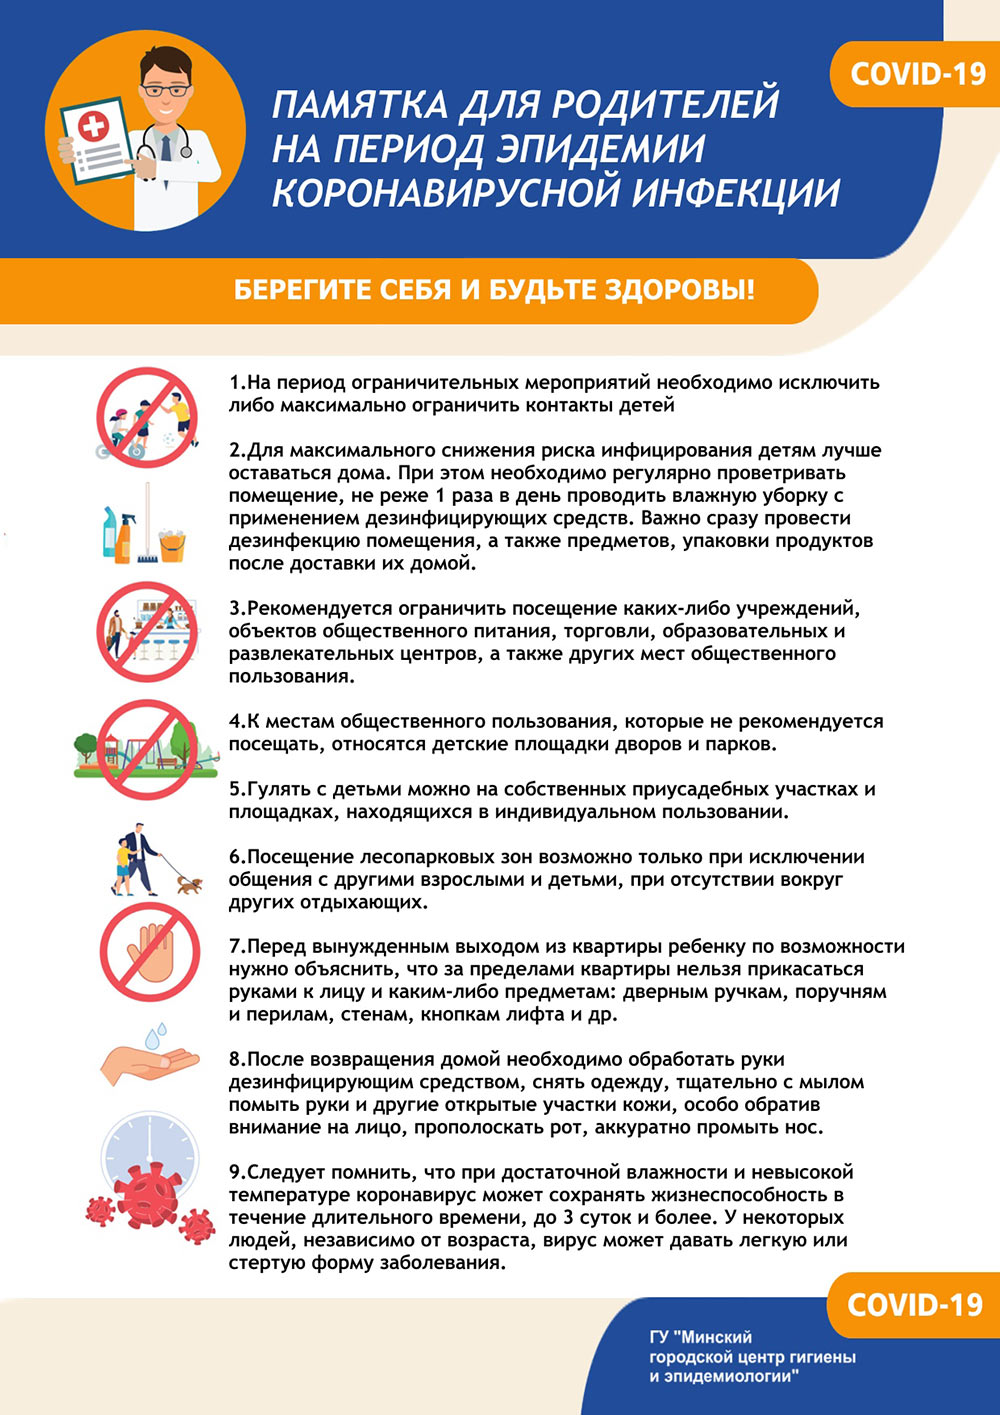 COVID-19
ПАМЯТКА ДЛЯ РОДИТЕЛЕЙ
НА ПЕРИОД ЭПИДЕМИИ
КОРОНАВИРУСНОЙ ИНФЕКЦИИ
БЕРЕГИТЕ СЕБЯ И БУДЬТЕ ЗДОРОВЫ!
1.На период ограничительных мероприятий необходимо исключить
либо максимально ограничить контакты детей
2.Для максимального снижения риска инфицирования детям лучше
оставаться дома. При этом необходимо регулярно проветривать
помещение, не реже 1 раза в день проводить влажную уборку с
применением дезинфицирующих средств. Важно сразу провести
дезинфекцию помещения, а также предметов, упаковки продуктов
после доставки их домой.
3.Рекомендуется ограничить посещение каких-либо учреждений,
объектов общественного питания, торговли, образовательных и
развлекательных центров, а также других мест общественного
пользования.
4.К местам общественного пользования, которые не рекомендуется
посещать, относятся детские площадки дворов и парков.
5.Гулять с детьми можно на собственных приусадебных участках и
площадках, находящихся в индивидуальном пользовании.
6.Посещение лесопарковых зон возможно только при исключении
общения с другими взрослыми и детьми, при отсутствии вокруг
других отдыхающих.
7.Перед вынужденным выходом из квартиры ребенку по возможности
нужно объяснить, что за пределами квартиры нельзя прикасаться
руками к лицу и каким-либо предметам: дверным ручкам, поручням
и перилам, стенам, кнопкам лифта и др.
8.После возвращения домой необходимо обработать руки
дезинфицирующим средством, снять одежду, тщательно с мылом
помыть руки и другие открытые участки кожи, особо обратив
внимание на лицо, прополоскать рот, аккуратно промыть нос.
9.Следует помнить, что при достаточной влажности и невысокой
температуре коронавирус может сохранять жизнеспособность в
течение длительного времени, до 3 суток и более. У некоторых
людей, независимо от возраста, вирус может давать легкую или
стертую форму заболевания.
COVID-19
ГУ "Минский
городской центр гигиены
и эпидемиологии"